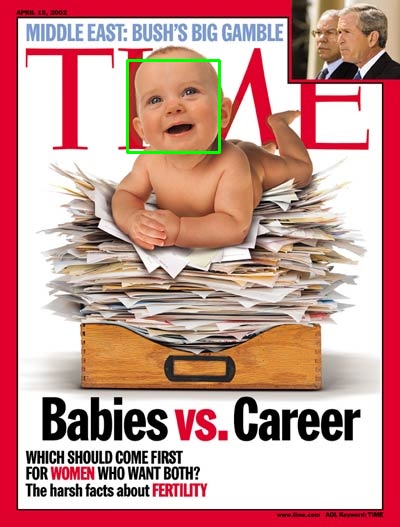 APRIL 15, 2002
MIDDLE EAST: BUSH'S BIG GAMBLE
TIME
Babies vs. Career
WHICH SHOULD COME FIRST
FOR WOMEN WHO WANT BOTH?
The harsh facts about FERTILITY
www.time.com AOL Keyword: TIME